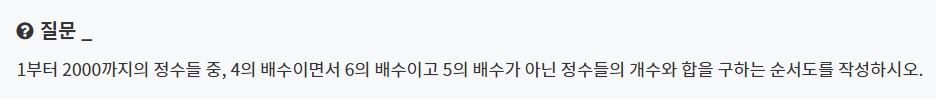 질문 _
1부터 2000까지의 정수들 중, 4의 배수이면서 6의 배수이고 5의 배수가 아닌 정수들의 개수와 합을 구하는 순서도를 작성하시오.